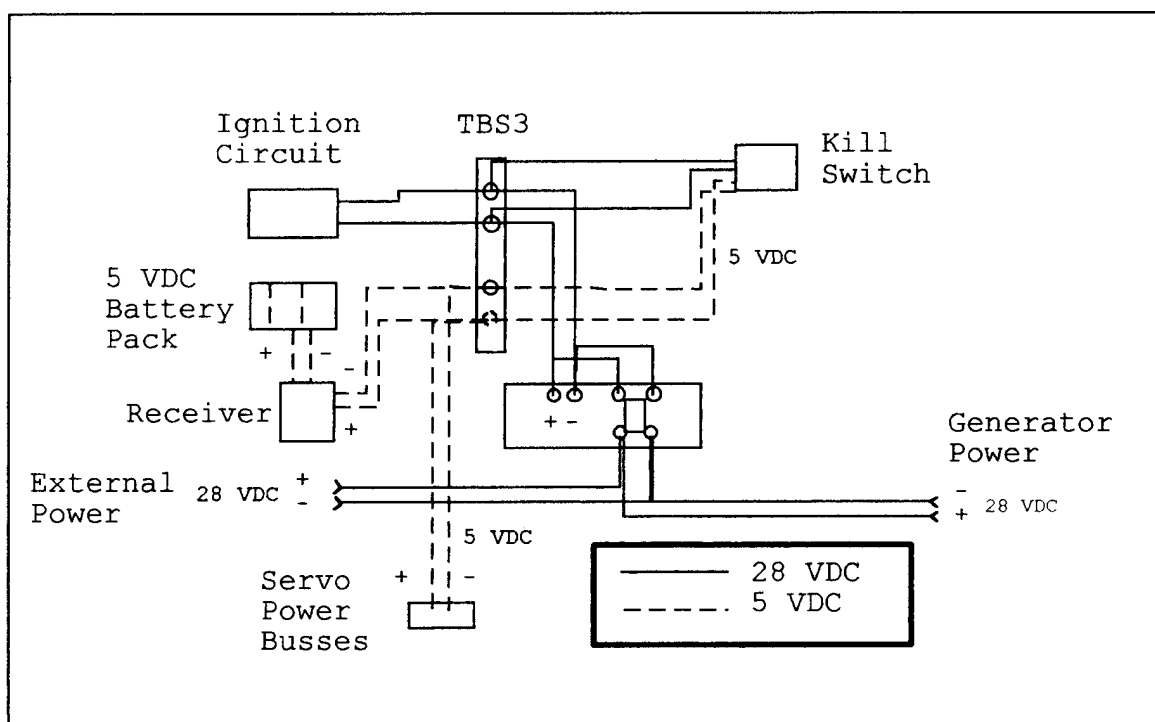 Ignition
Circuit
TBS3
Kill
Switch
5 VDC
5 VDC
Battery
Pack
+ -
-
Receiver
+
+ -
Generator
Power
External
Power
28 VDC
+
-
-
+
28 VDC
5 VDC
+ -
Servo
Power
Busses
28 VDC
5 VDC